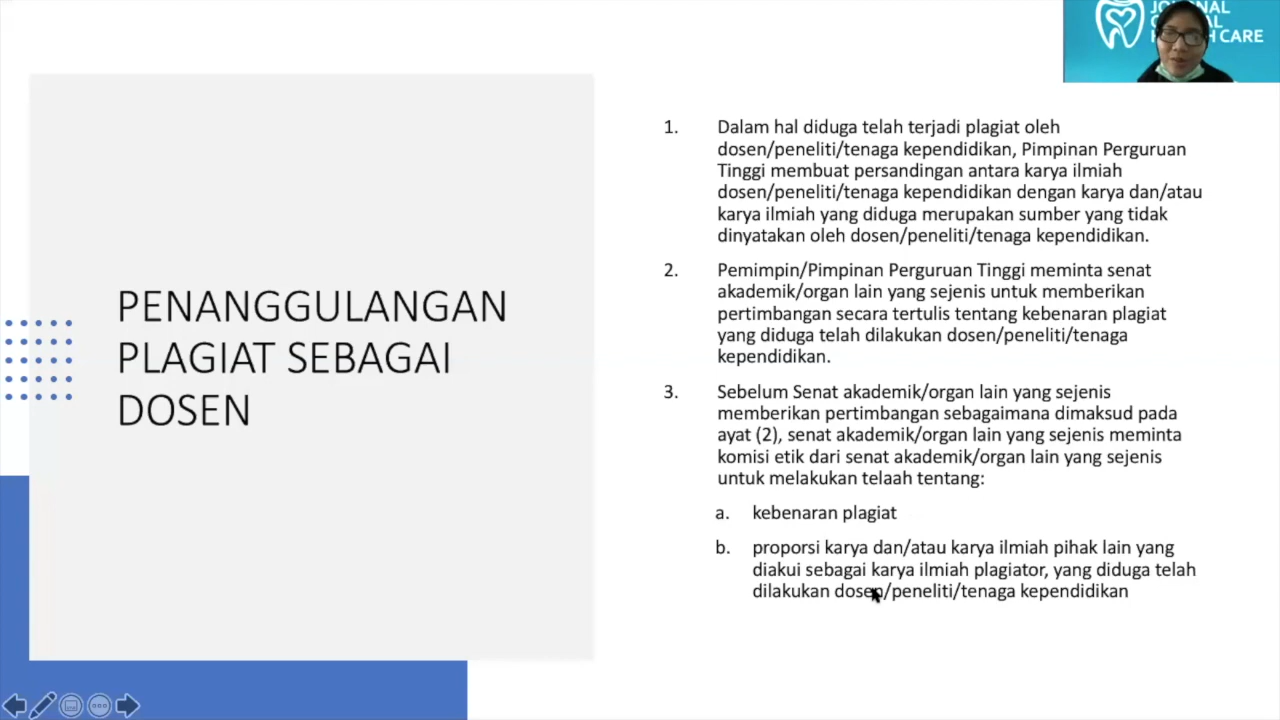 PENANGGULANGAN
PLAGIAT SEBAGAI
DOSEN
1. Dalam hal diduga telah terjadi plagiat oleh
dosen/peneliti/tenaga kependidikan, Pimpinan Perguruan
Tinggi membuat persandingan antara karya ilmiah
dosen/peneliti/tenaga kependidikan dengan karya dan/atau
karya ilmiah yang diduga merupakan sumber yang tidak
dinyatakan oleh dosen/peneliti/tenaga kependidikan.
2. Pemimpin/Pimpinan Perguruan Tinggi meminta senat
akademik/organ lain yang sejenis untuk memberikan
pertimbangan secara tertulis tentang kebenaran plagiat
yang diduga telah dilakukan dosen/peneliti/tenaga
kependidikan.
3. Sebelum Senat akademik/organ lain yang sejenis
memberikan pertimbangan sebagaimana dimaksud pada
ayat (2), senat akademik/organ lain yang sejenis meminta
komisi etik dari senat akademik/organ lain yang sejenis
untuk melakukan telaah tentang:
a. kebenaran plagiat
b. proporsi karya dan/atau karya ilmiah pihak lain yang
diakui sebagai karya ilmiah plagiator, yang diduga telah
dilakukan dosen/peneliti/tenaga kependidikan
CARE